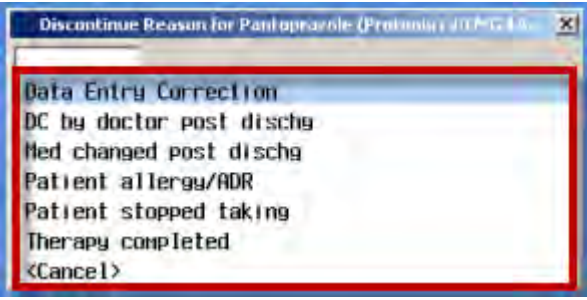 Discontinue Reason for Pantoprazole (Protonix)
Data Entry Correction
DC by doctor post dischg
Med changed post dischg
Patient allergy/ADR
Patient stopped taking
Therapy completed
<Cancel>